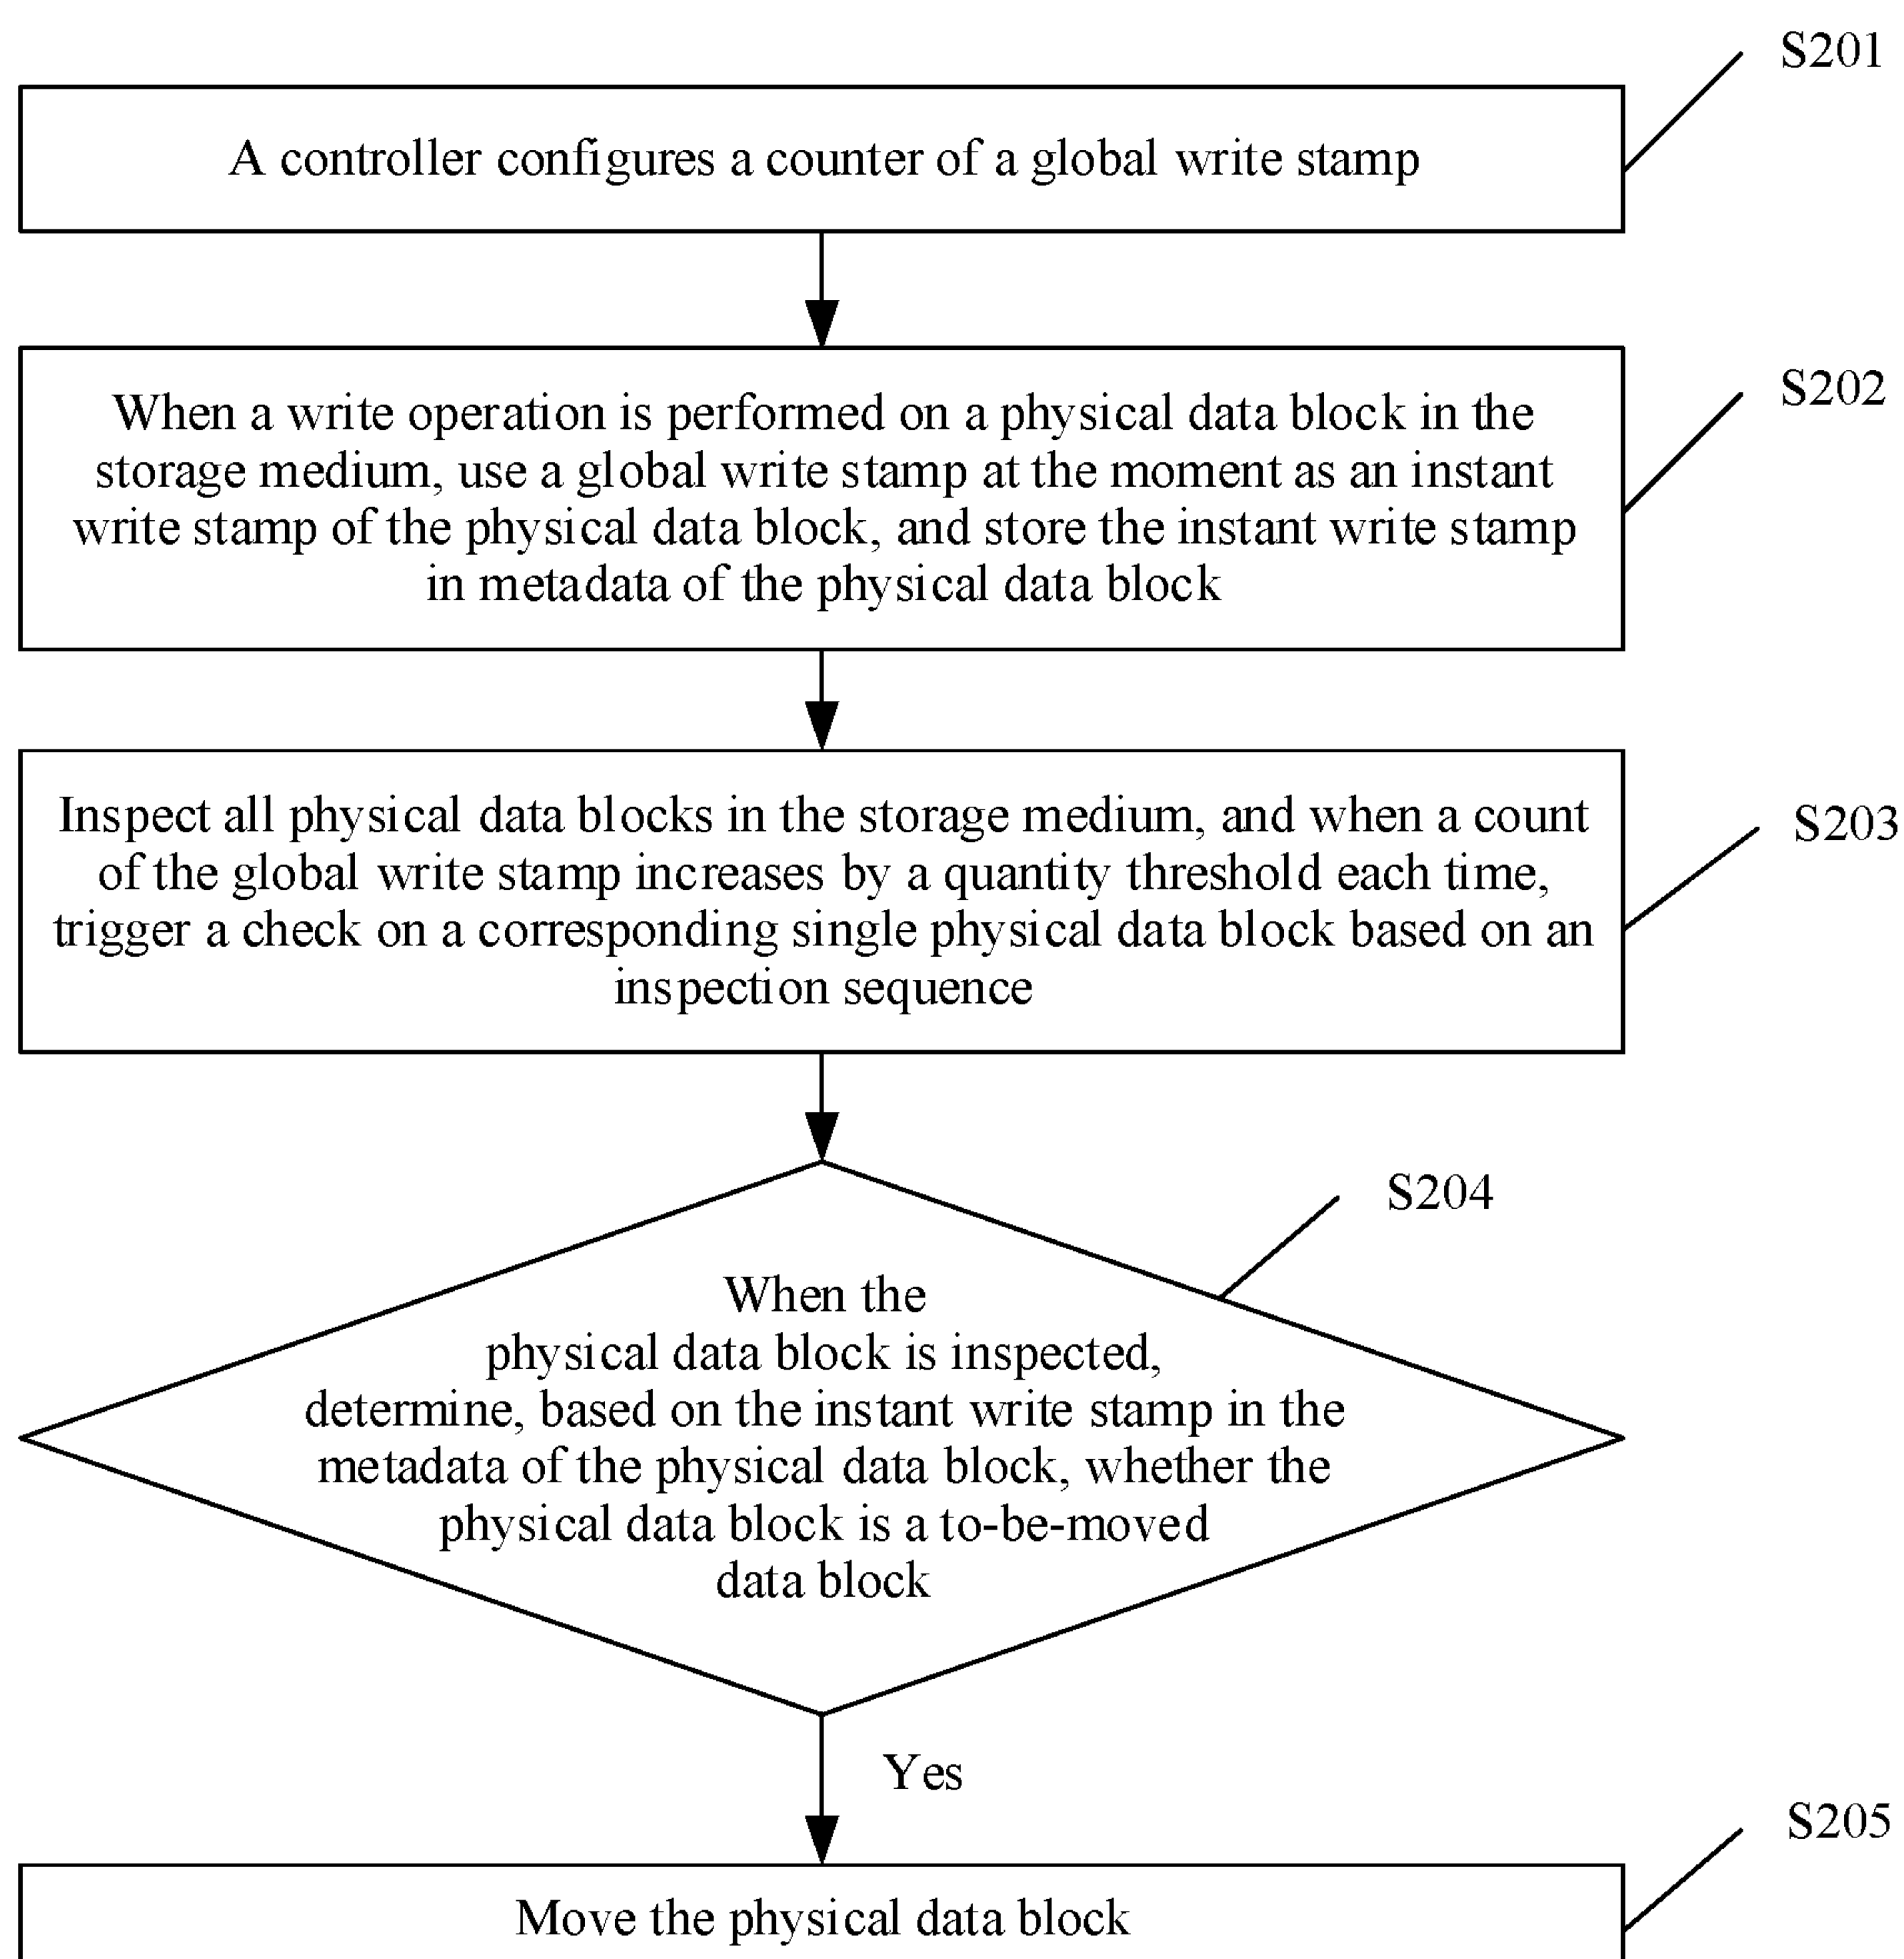 S201
A controller configures a counter of a global write stamp
S202
When a write operation is performed on a physical data block in the
storage medium, use a global write stamp at the moment as an instant
write stamp of the physical data block, and store the instant write stamp
in metadata of the physical data block
S203
Inspect all physical data blocks in the storage medium, and when a count
of the global write stamp increases by a quantity threshold each time,
trigger a check on a corresponding single physical data block based on an
inspection sequence
S204
When the
physical data block is inspected,
determine, based on the instant write stamp in the
metadata of the physical data block, whether the
physical data block is a to-be-moved
data block
Yes
S205
Move the physical data block